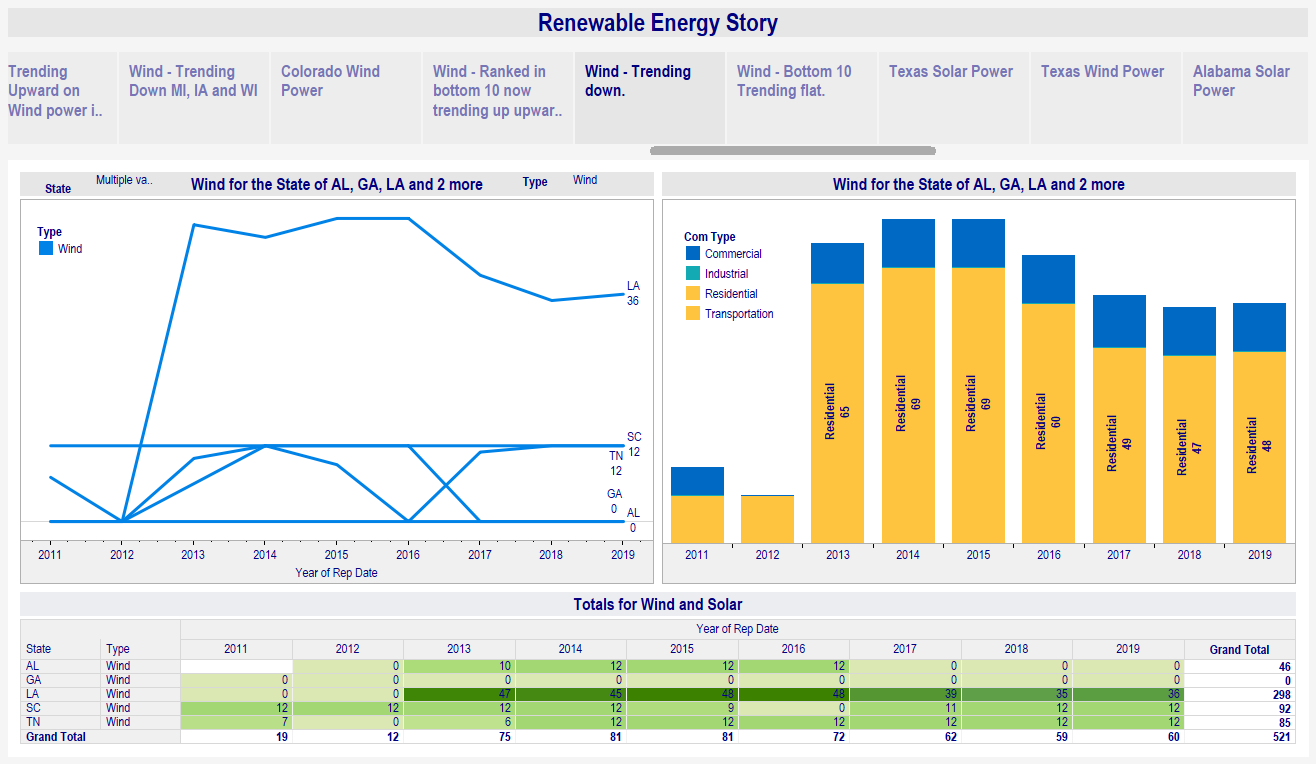 Renewable Energy Story
Trending
Upward on
Wind power i..
Wind - Trending
Down MI, IA and WI
Colorado Wind
Power
Wind - Ranked in
bottom 10 now
trending up upwar..
Wind - Trending
down.
Wind - Bottom 10
Trending flat.
Texas Solar Power
Texas Wind Power
Alabama Solar
Power
State Multiple va.. Wind for the State of AL, GA, LA and 2 more Type Wind
Type
Wind
LA
36
SC
12
TN
12
GA
0
AL
0
2011 2012 2013 2014 2015 2016 2017 2018 2019
Year of Rep Date
Wind for the State of AL, GA, LA and 2 more
Com Type
Commercial
Industrial
Residential
Transportation
Residential
65
Residential
69
Residential
69
Residential
60
Residential
49
Residential
47
Residential
48
2011 2012 2013 2014 2015 2016 2017 2018 2019
Totals for Wind and Solar
Year of Rep Date
State Type 2011 2012 2013 2014 2015 2016 2017 2018 2019 Grand Total
AL Wind 0 10 12 12 12 0 0 0 46
GA Wind 0 0 0 0 0 0 0 0 0 0
LA Wind 0 0 47 45 48 48 39 35 36 298
SC Wind 12 12 12 12 9 0 11 12 12 92
TN Wind 7 0 6 12 12 12 12 12 12 85
Grand Total 19 12 75 81 81 72 62 59 60 521